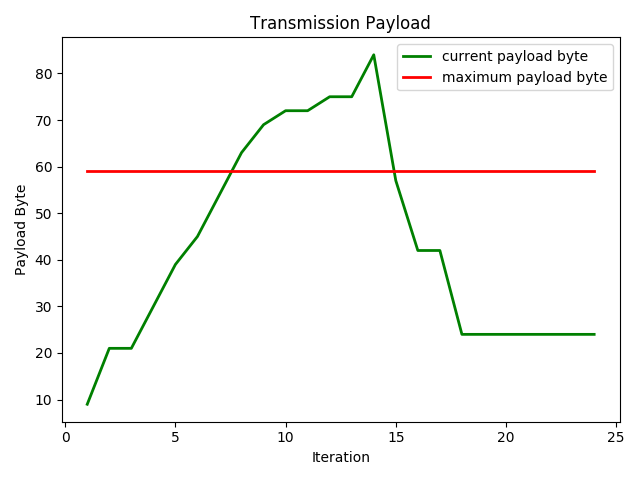 Transmission Payload
current payload byte
maximum payload byte
Payload Byte
80
70
60
50
40
30
20
10
0
5
10
15
20
25
Iteration